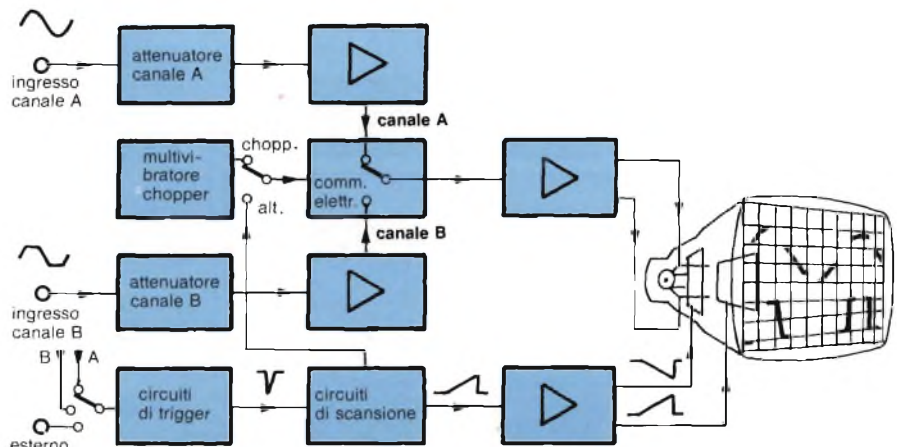 attenuatore
canale A
ingresso
canale A
canale A
chopp.
multivi-
bratore
chopper
comm.
elettr.
alt.
canale B
attenuatore
canale B
ingresso
canale B
B
A
circuiti
di trigger
circuiti
di scansione
esterno